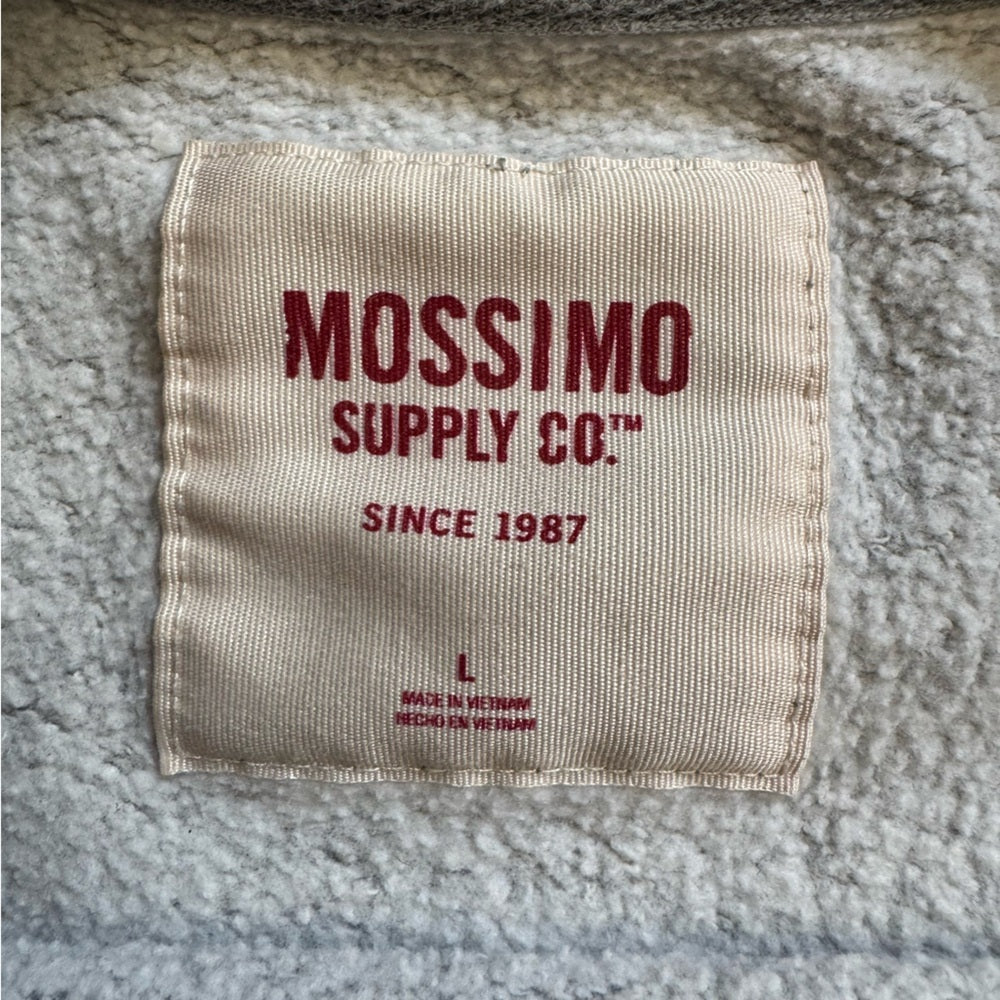 MOSSIMO
SUPPLY CO.™
SINCE 1987
L
MADE IN VIETNAM
HECHO EN VIETNAM